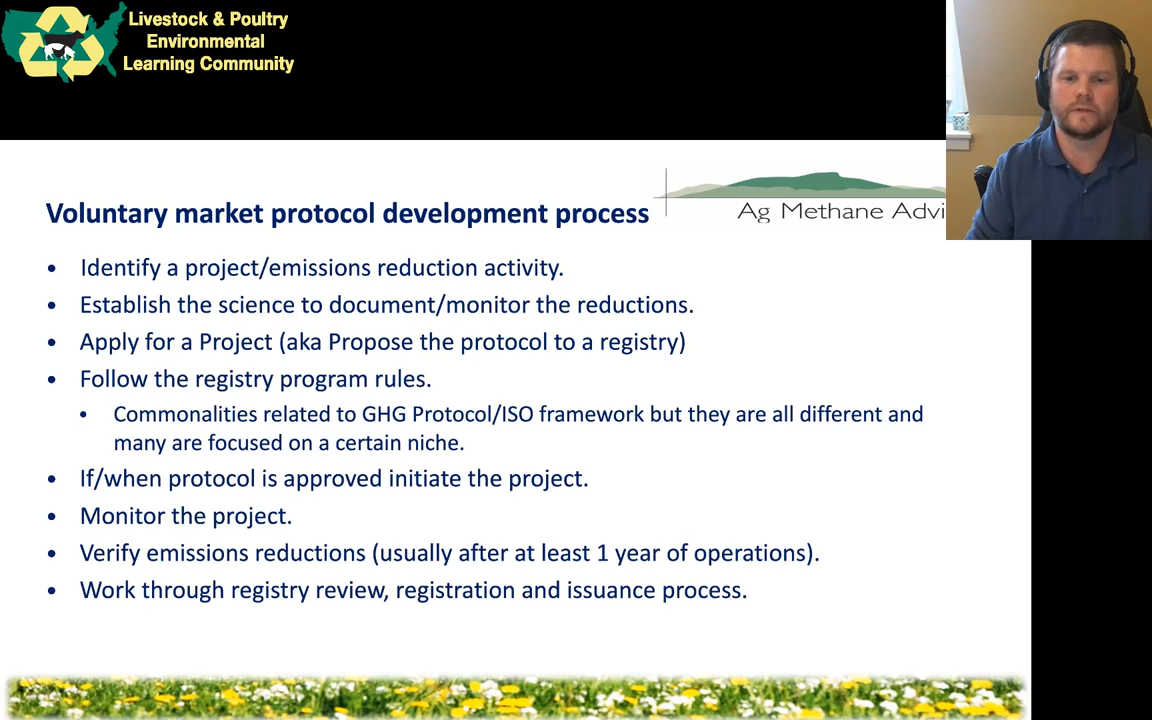 Livestock & Poultry
Environmental
Learning Community
Ag Methane Advi
Voluntary market protocol development process
• Identify a project/emissions reduction activity.
• Establish the science to document/monitor the reductions.
• Apply for a Project (aka Propose the protocol to a registry)
• Follow the registry program rules.
• Commonalities related to GHG Protocol/ISO framework but they are all different and
many are focused on a certain niche.
• If/when protocol is approved initiate the project.
• Monitor the project.
• Verify emissions reductions (usually after at least 1 year of operations).
• Work through registry review, registration and issuance process.